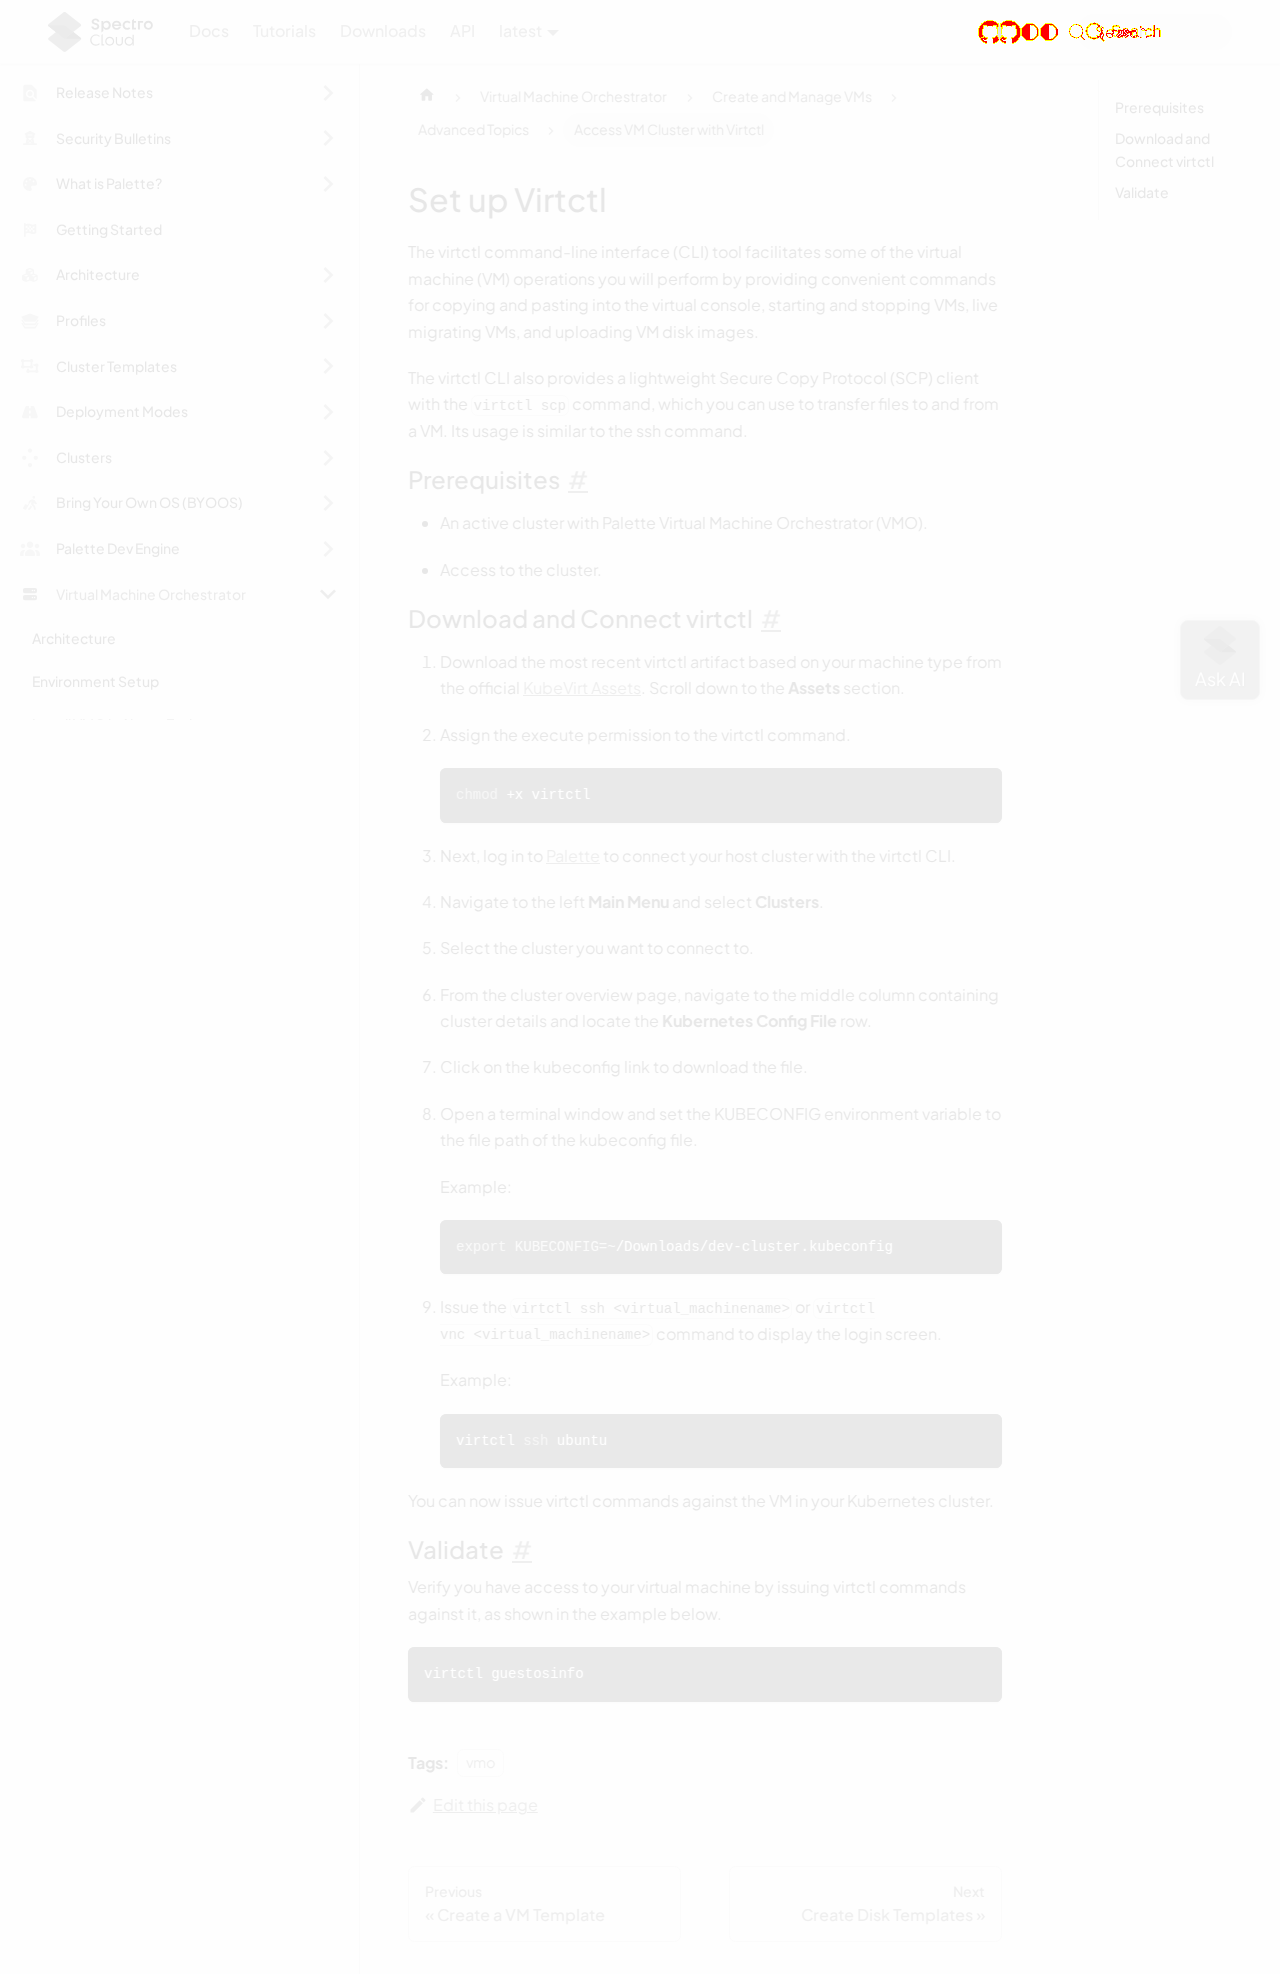 Spectro
Cloud
Docs
Tutorials
Downloads
API
latest
Release Notes
Security Bulletins
What is Palette?
Getting Started
Architecture
Profiles
Cluster Templates
Deployment Modes
Clusters
Bring Your Own OS (BYOOS)
Palette Dev Engine
Virtual Machine Orchestrator
Architecture
Environment Setup
Virtual Machine Orchestrator
Create and Manage VMs
Advanced Topics
Access VM Cluster with Virtctl
Set up Virtctl
The virtctl command-line interface (CLI) tool facilitates some of the virtual
machine (VM) operations you will perform by providing convenient commands
for copying and pasting into the virtual console, starting and stopping VMs, live
migrating VMs, and uploading VM disk images.
The virtctl CLI also provides a lightweight Secure Copy Protocol (SCP) client
with the virtctl scp command, which you can use to transfer files to and from
a VM. Its usage is similar to the ssh command.
Prerequisites #
An active cluster with Palette Virtual Machine Orchestrator (VMO).
Access to the cluster.
Download and Connect virtctl #
1. Download the most recent virtctl artifact based on your machine type from
the official KubeVirt Assets. Scroll down to the Assets section.
2. Assign the execute permission to the virtctl command.
chmod +x virtctl
3. Next, log in to Palette to connect your host cluster with the virtctl CLI.
4. Navigate to the left Main Menu and select Clusters.
5. Select the cluster you want to connect to.
6. From the cluster overview page, navigate to the middle column containing
cluster details and locate the Kubernetes Config File row.
7. Click on the kubeconfig link to download the file.
8. Open a terminal window and set the KUBECONFIG environment variable to
the file path of the kubeconfig file.
Example:
export KUBECONFIG=~/Downloads/dev-cluster.kubeconfig
9. Issue the virtctl ssh <virtual_machinename> or virtctl
vnc <virtual_machinename> command to display the login screen.
Example:
virtctl ssh ubuntu
You can now issue virtctl commands against the VM in your Kubernetes cluster.
Validate #
Verify you have access to your virtual machine by issuing virtctl commands
against it, as shown in the example below.
virtctl guestosinfo
Tags: vmo
Edit this page
Previous
« Create a VM Template
Next
Create Disk Templates »
Prerequisites
Download and
Connect virtctl
Validate
Ask AI